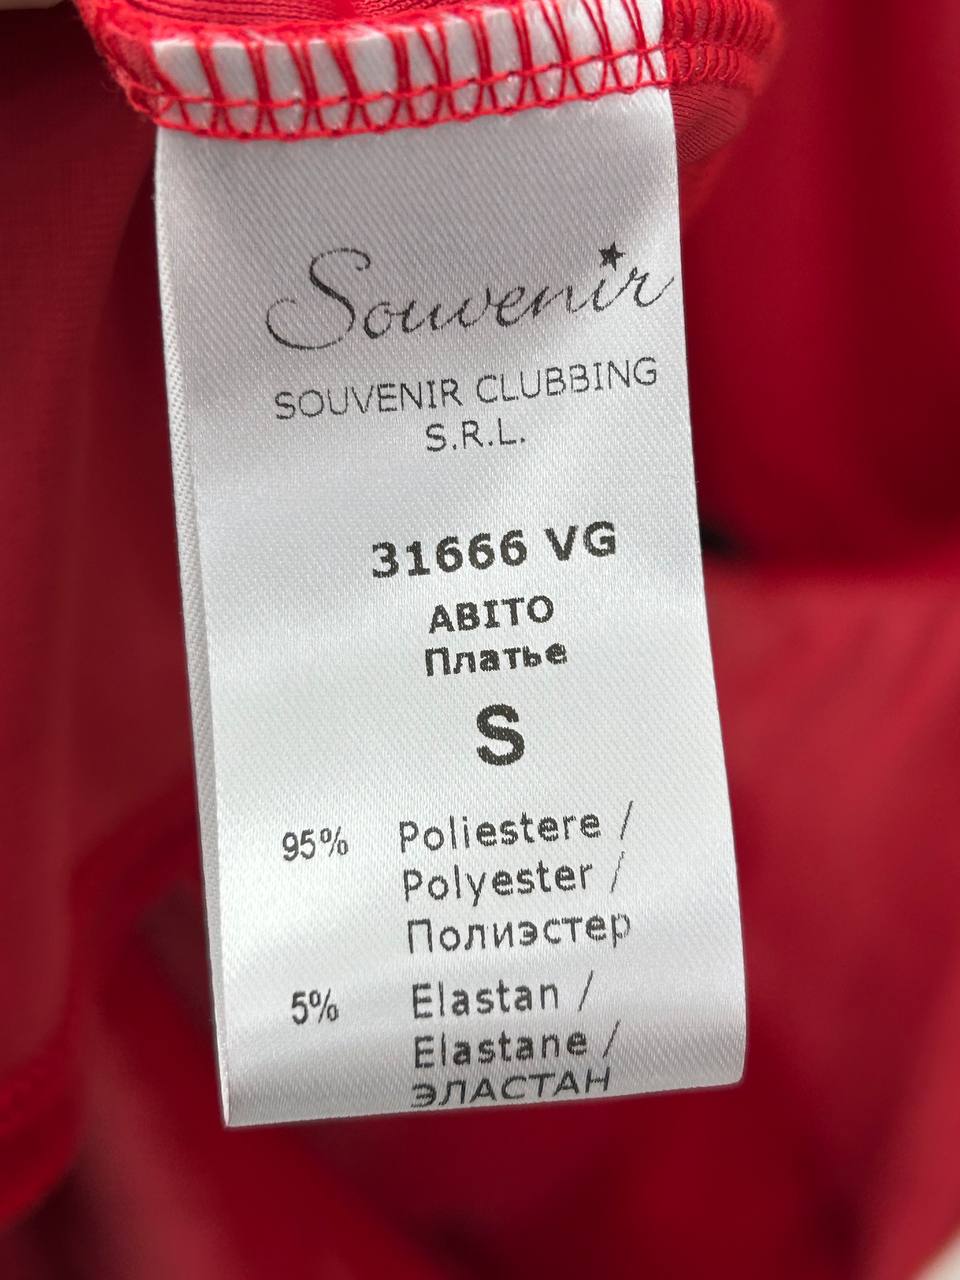 Souvenir
SOUVENIR CLUBBING
S.R.L.
31666 VG
ABITO
Платье
S
95% Poliestere /
Polyester /
Полиэстер
5% Elastan /
Elastane /
ЭЛАСТАН